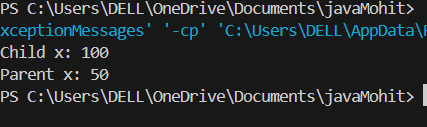 PS C:\Users\DELL\OneDrive\Documents\javaMohit>
xceptionMessages' '-cp' 'C:\Users\DELL\AppData\
Child x: 100
Parent x: 50
PS C:\Users\DELL\OneDrive\Documents\javaMohit>